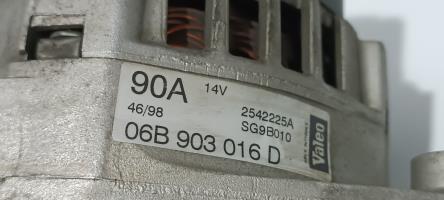 90A 14V
46/98 2542225A
SG9B010
06B 903 016 D
Valeo